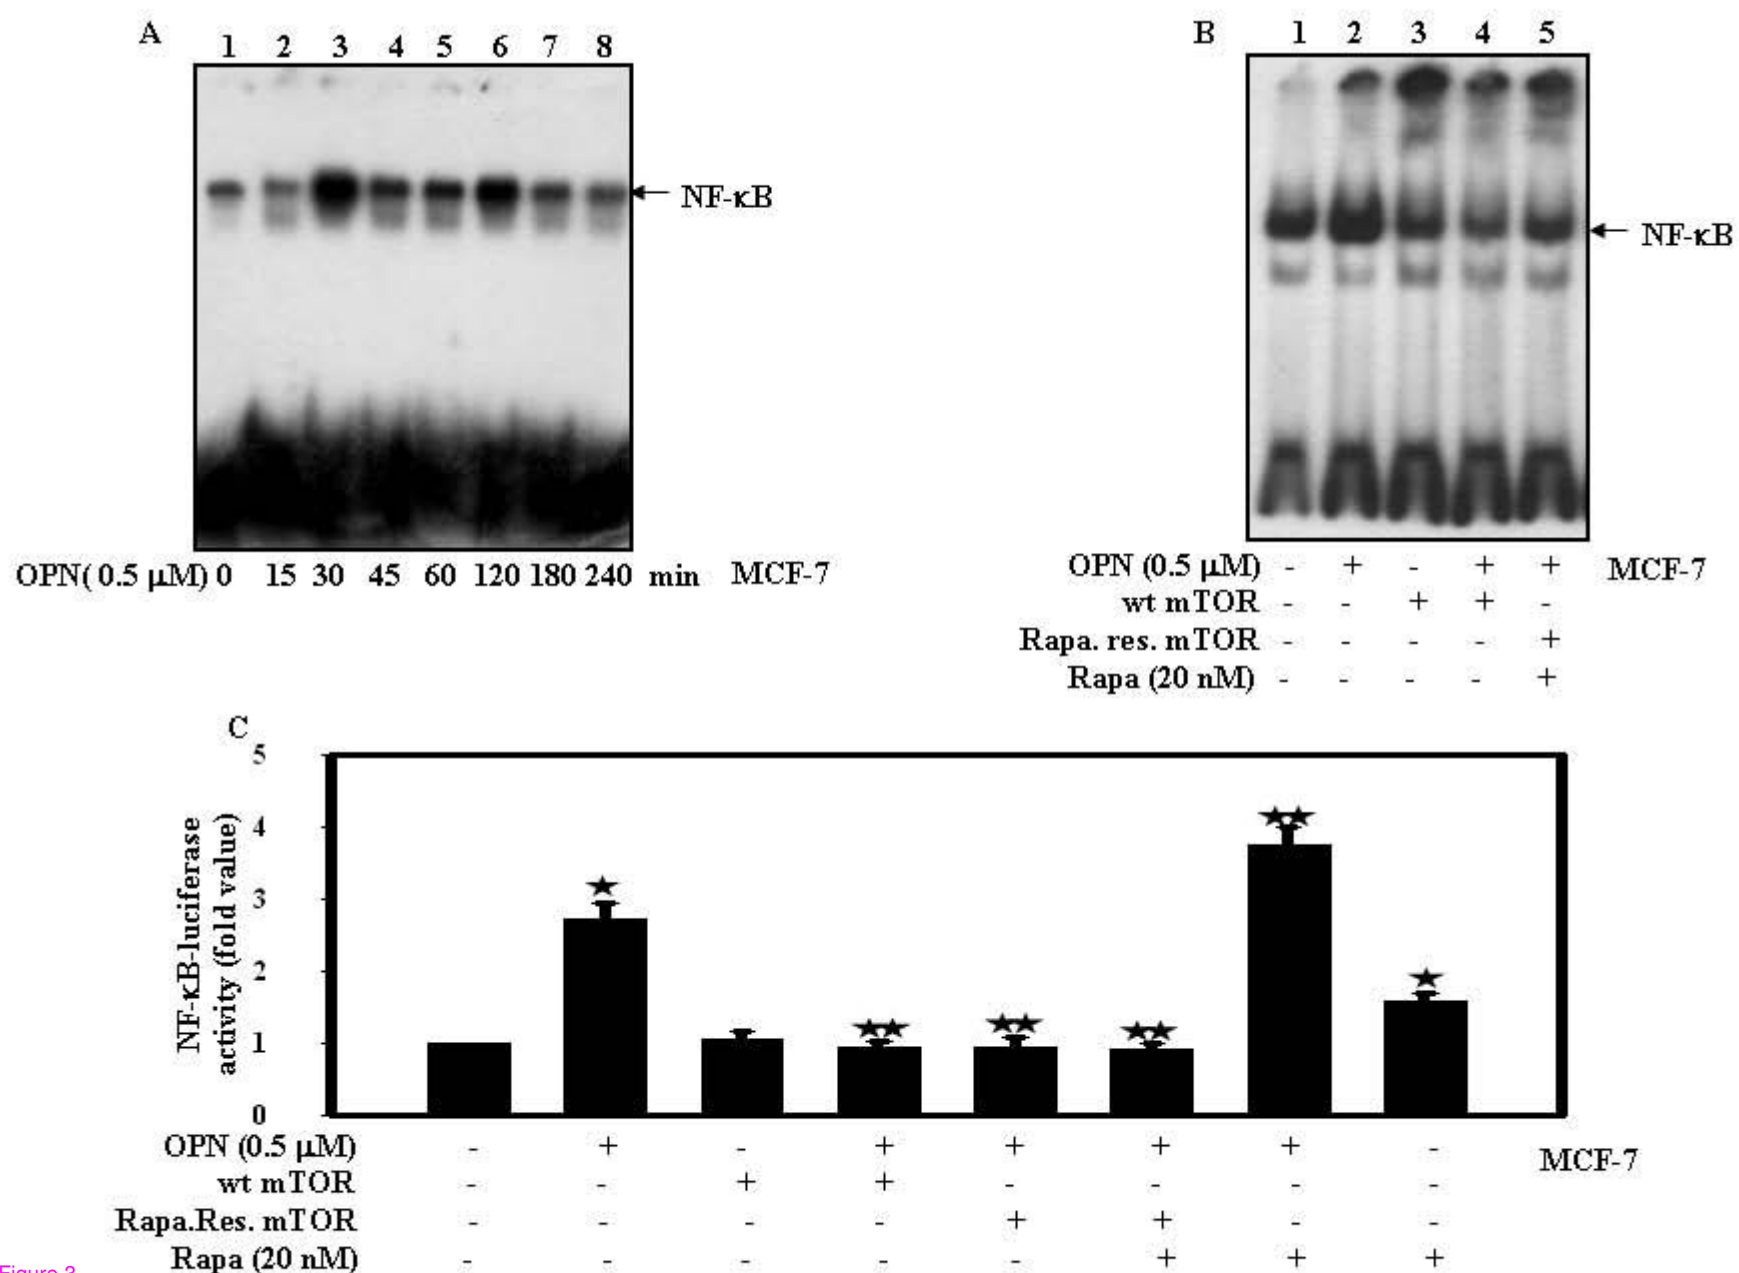 A
1 2 3 4 5 6 7 8
NF-κB
OPN( 0.5 μM) 0 15 30 45 60 120 180 240 min MCF-7
B
1 2 3 4 5
NF-κB
OPN (0.5 μM) - + - + + MCF-7
wt mTOR - - + + -
Rapa. res. mTOR - - - - +
Rapa (20 nM) - - - - +
C
NF-κB-luciferase
activity (fold value)
5
4
3
2
1
0
★
★★
★★
★★
★★
★
OPN (0.5 μM) - + - + + + + -
MCF-7
wt mTOR - - + + - - - -
Rapa.Res. mTOR - - - - + + - -
Rapa (20 nM) - - - - - + + +
Figure 3